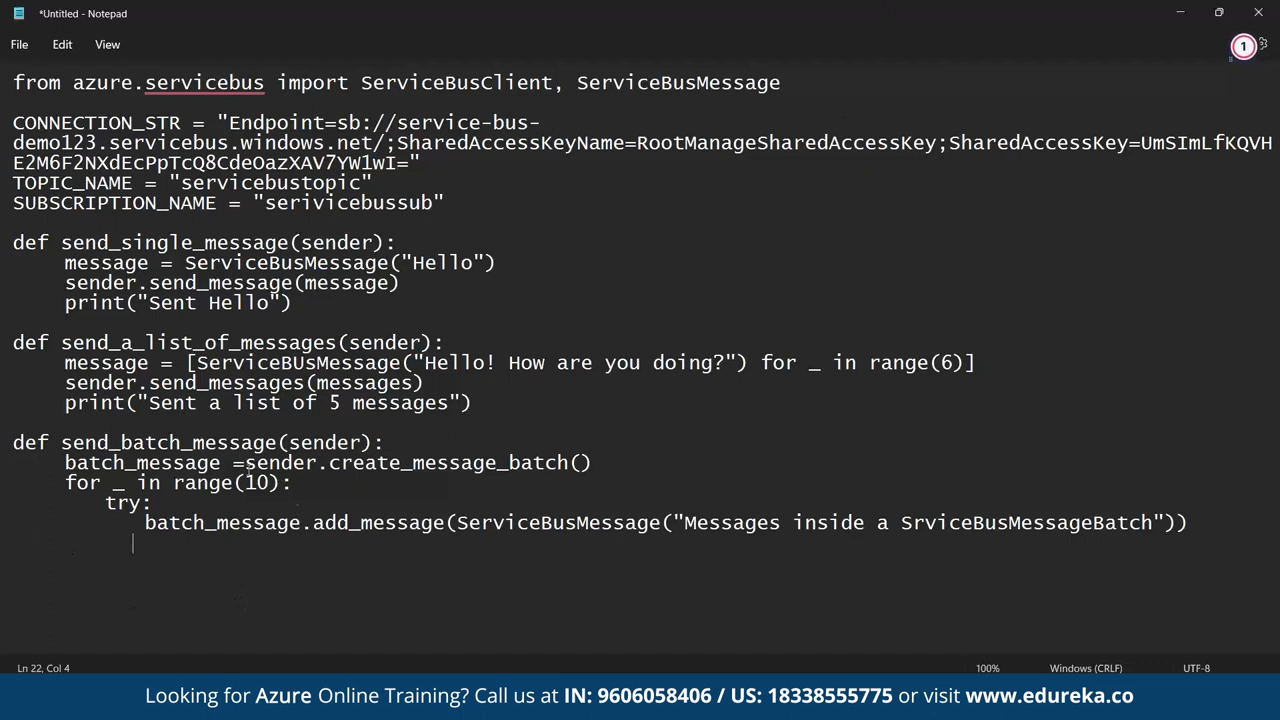 *Untitled - Notepad
File Edit View
1
from azure.servicebus import ServiceBusClient, ServiceBusMessage
CONNECTION_STR = "Endpoint=sb://service-bus-
demo123.servicebus.windows.net/;SharedAccessKeyName=RootManageSharedAccessKey;SharedAccessKey=UmSImLfKQVH
E2M6F2NXdEcPpTcQ8CdeOazXAV7YW1wI="
TOPIC_NAME = "servicebustopic"
SUBSCRIPTION_NAME = "serivicebussub"
def send_single_message(sender):
message = ServiceBusMessage("Hello")
sender.send_message(message)
print("Sent Hello")
def send_a_list_of_messages(sender):
message = [ServiceBUsMessage("Hello! How are you doing?") for _ in range(6)]
sender.send_messages(messages)
print("Sent a list of 5 messages")
def send_batch_message(sender):
batch_message =sender.create_message_batch()
for _ in range(10):
try:
batch_message.add_message(ServiceBusMessage("Messages inside a SrviceBusMessageBatch"))
Ln 22, Col 4 100% Windows (CRLF) UTF-8
Looking for Azure Online Training? Call us at IN: 9606058406 / US: 18338555775 or visit www.edureka.co